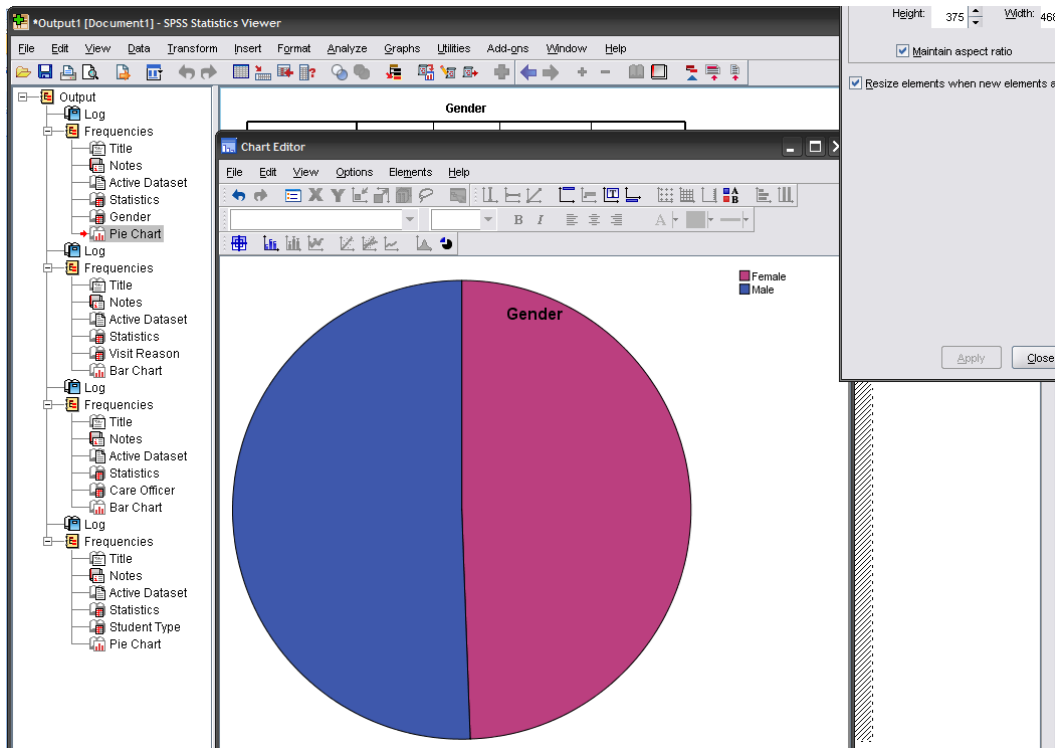 *Output1 [Document1] - SPSS Statistics Viewer
File Edit View Data Transform Insert Format Analyze Graphs Utilities Add-ons Window Help
Output
Log
Frequencies
Title
Notes
Active Dataset
Statistics
Gender
Pie Chart
Log
Frequencies
Title
Notes
Active Dataset
Statistics
Visit Reason
Bar Chart
Log
Frequencies
Title
Notes
Active Dataset
Statistics
Care Officer
Bar Chart
Log
Frequencies
Title
Notes
Active Dataset
Statistics
Student Type
Pie Chart
Gender
Chart Editor
File Edit View Options Elements Help
X Y
B I A
Gender
Female
Male
Height: 375 Width: 468
Maintain aspect ratio
Resize elements when new elements a
Apply Close